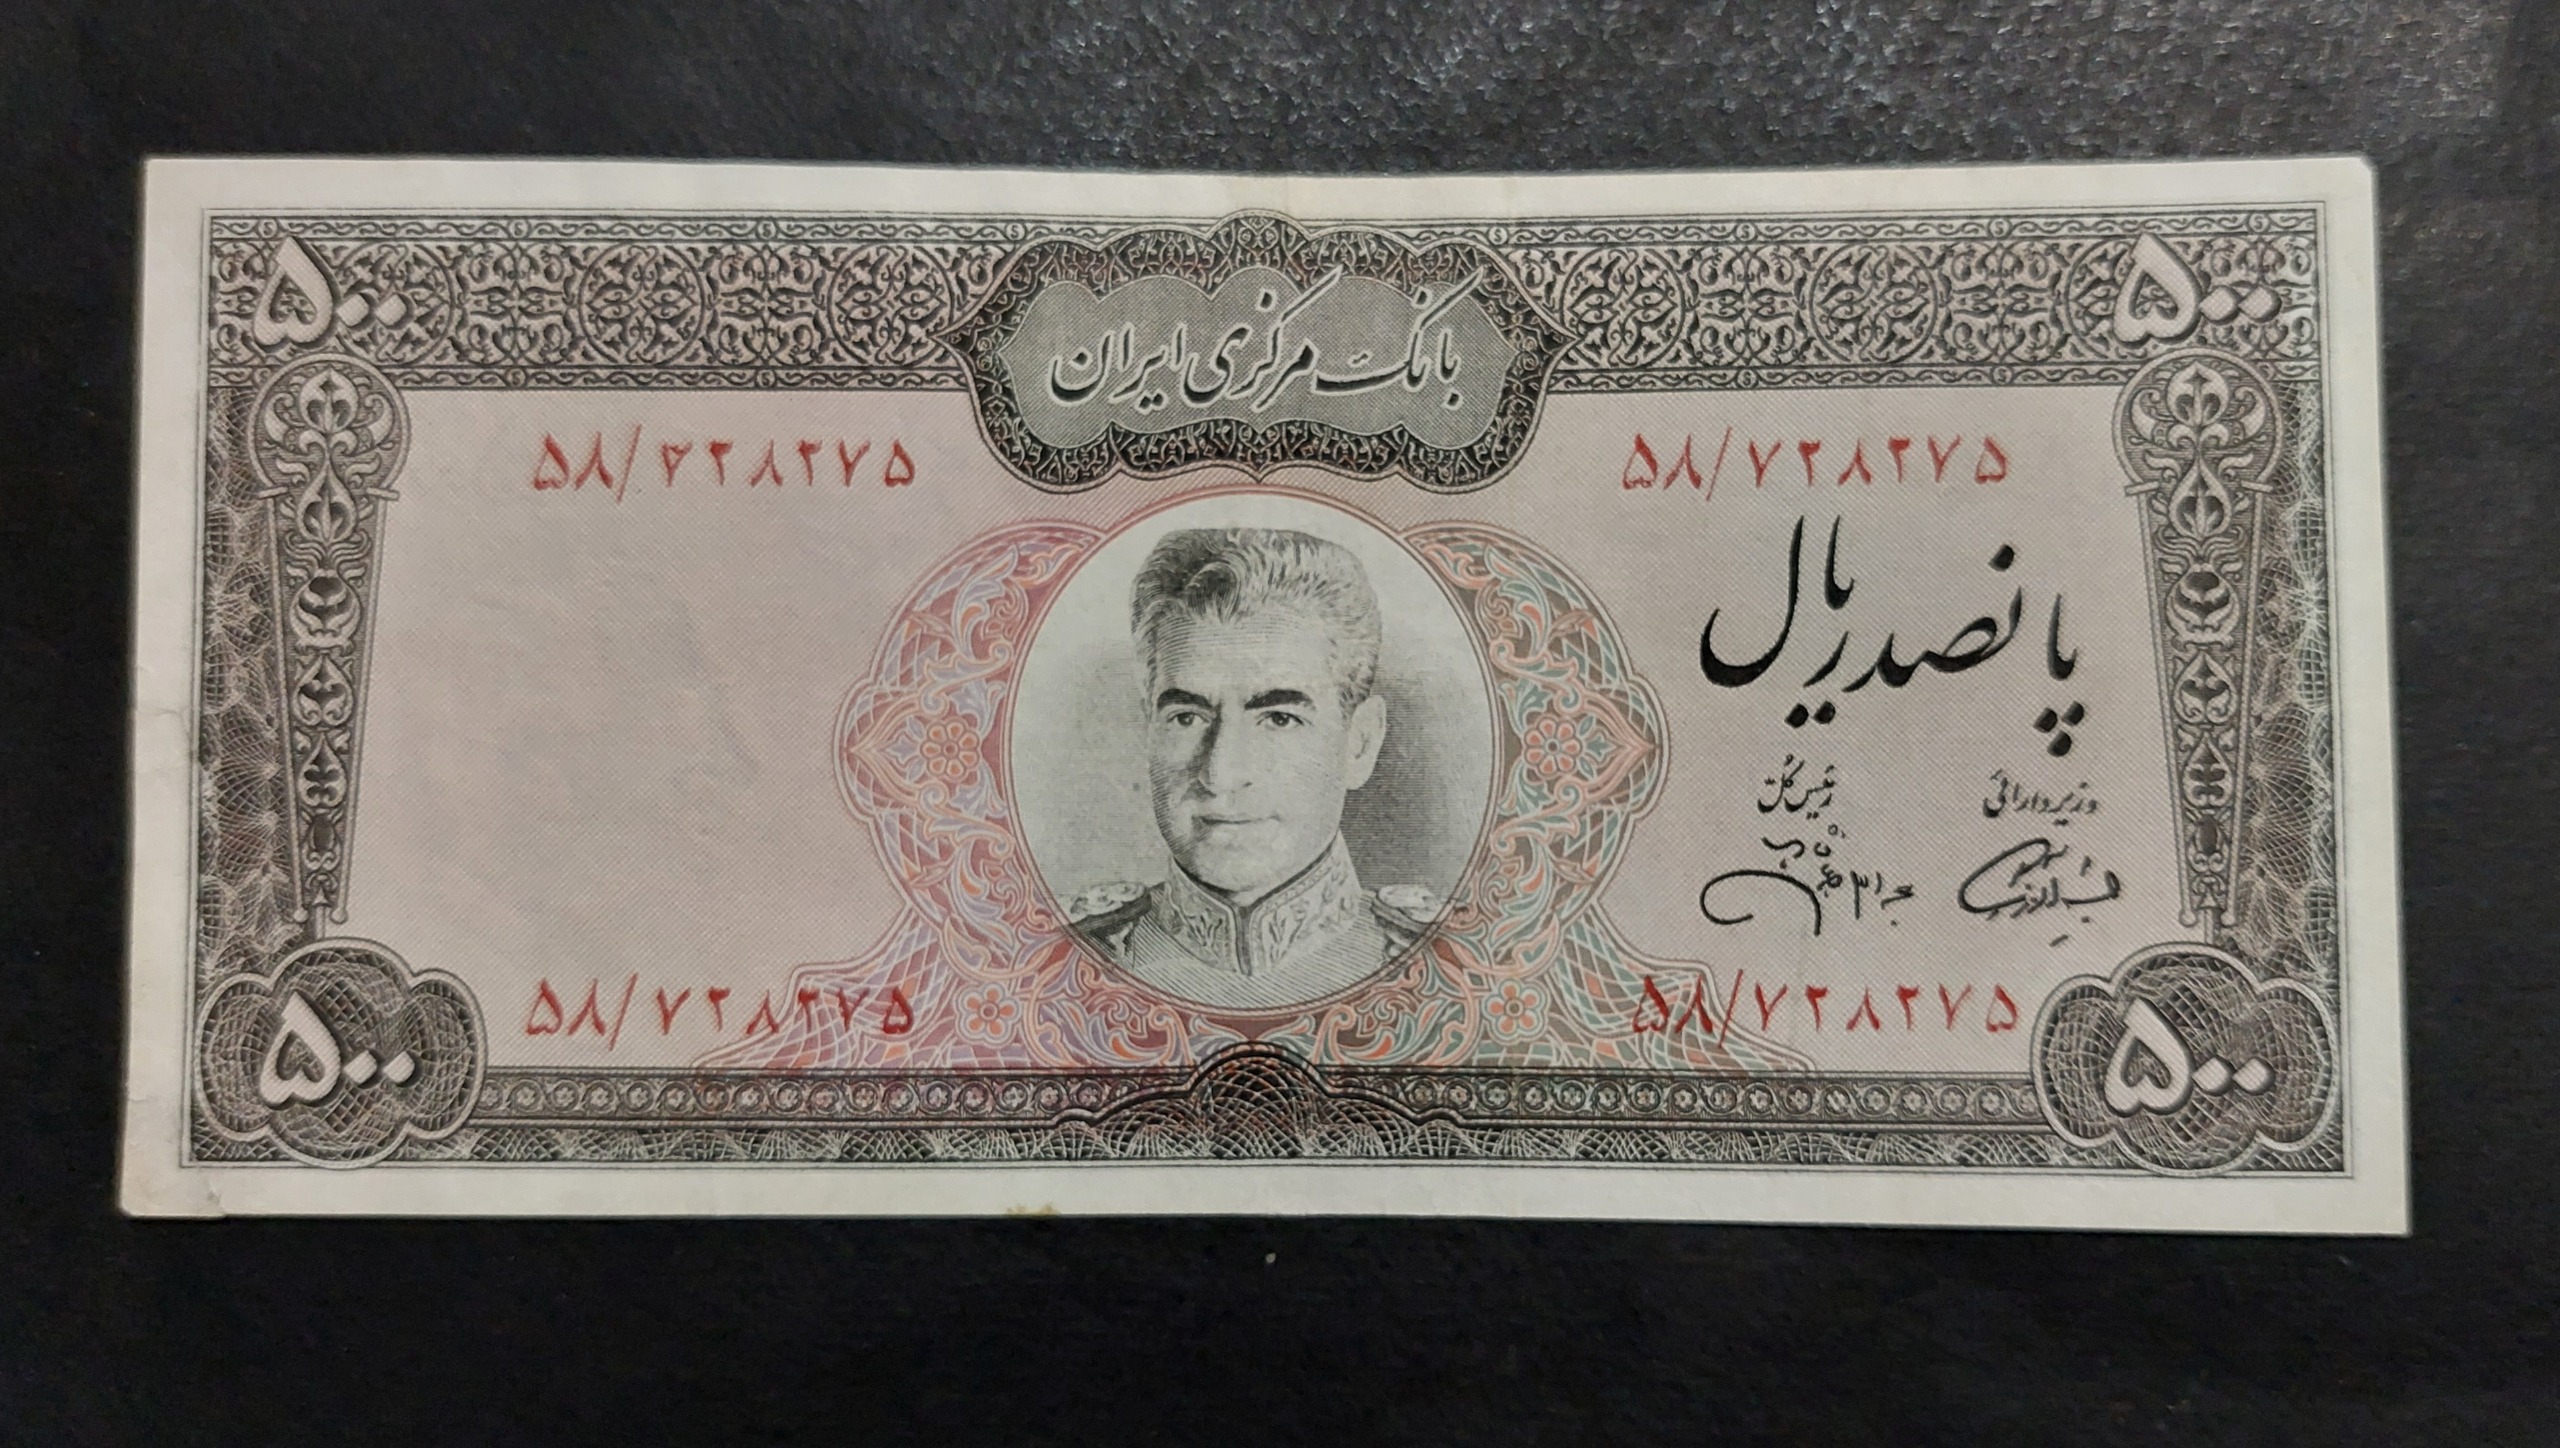 ۵۰۰
بانک مرکزی ایران
۵۰۰
۵۸/۷۲۸۲۷۵
۵۸/۷۲۸۲۷۵
پانصد ریال
وزیر دارائی
رئیس کل
۵۸/۷۲۸۲۷۵
۵۸/۷۲۸۲۷۵
۵۰۰
۵۰۰